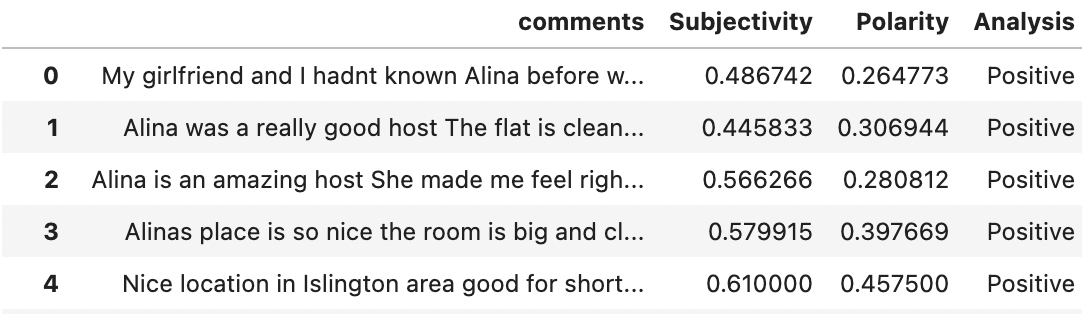 comments Subjectivity Polarity Analysis
0 My girlfriend and I hadnt known Alina before w... 0.486742 0.264773 Positive
1 Alina was a really good host The flat is clean... 0.445833 0.306944 Positive
2 Alina is an amazing host She made me feel righ... 0.566266 0.280812 Positive
3 Alinas place is so nice the room is big and cl... 0.579915 0.397669 Positive
4 Nice location in Islington area good for short... 0.610000 0.457500 Positive